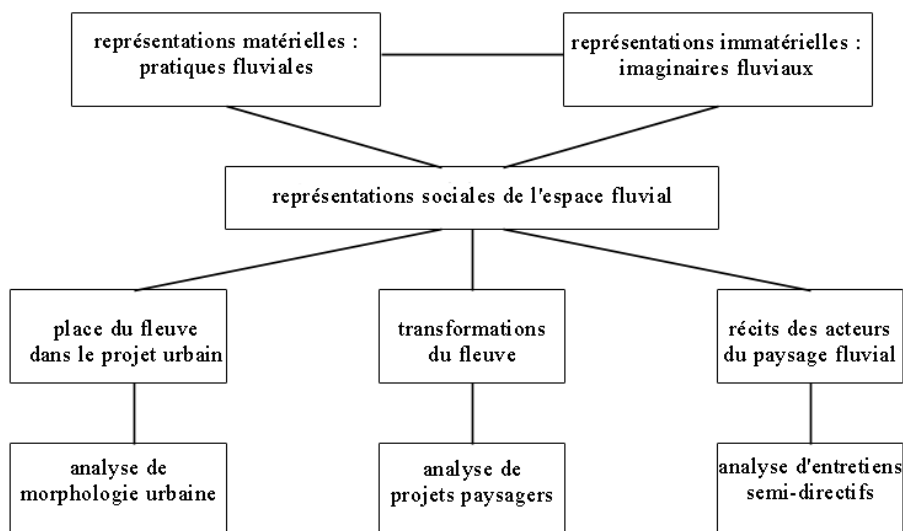 représentations matérielles :
pratiques fluviales
représentations immatérielles :
imaginaires fluviaux
représentations sociales de l'espace fluvial
place du fleuve
dans le projet urbain
transformations
du fleuve
récits des acteurs
du paysage fluvial
analyse de
morphologie urbaine
analyse de
projets paysagers
analyse d'entretiens
semi-directifs